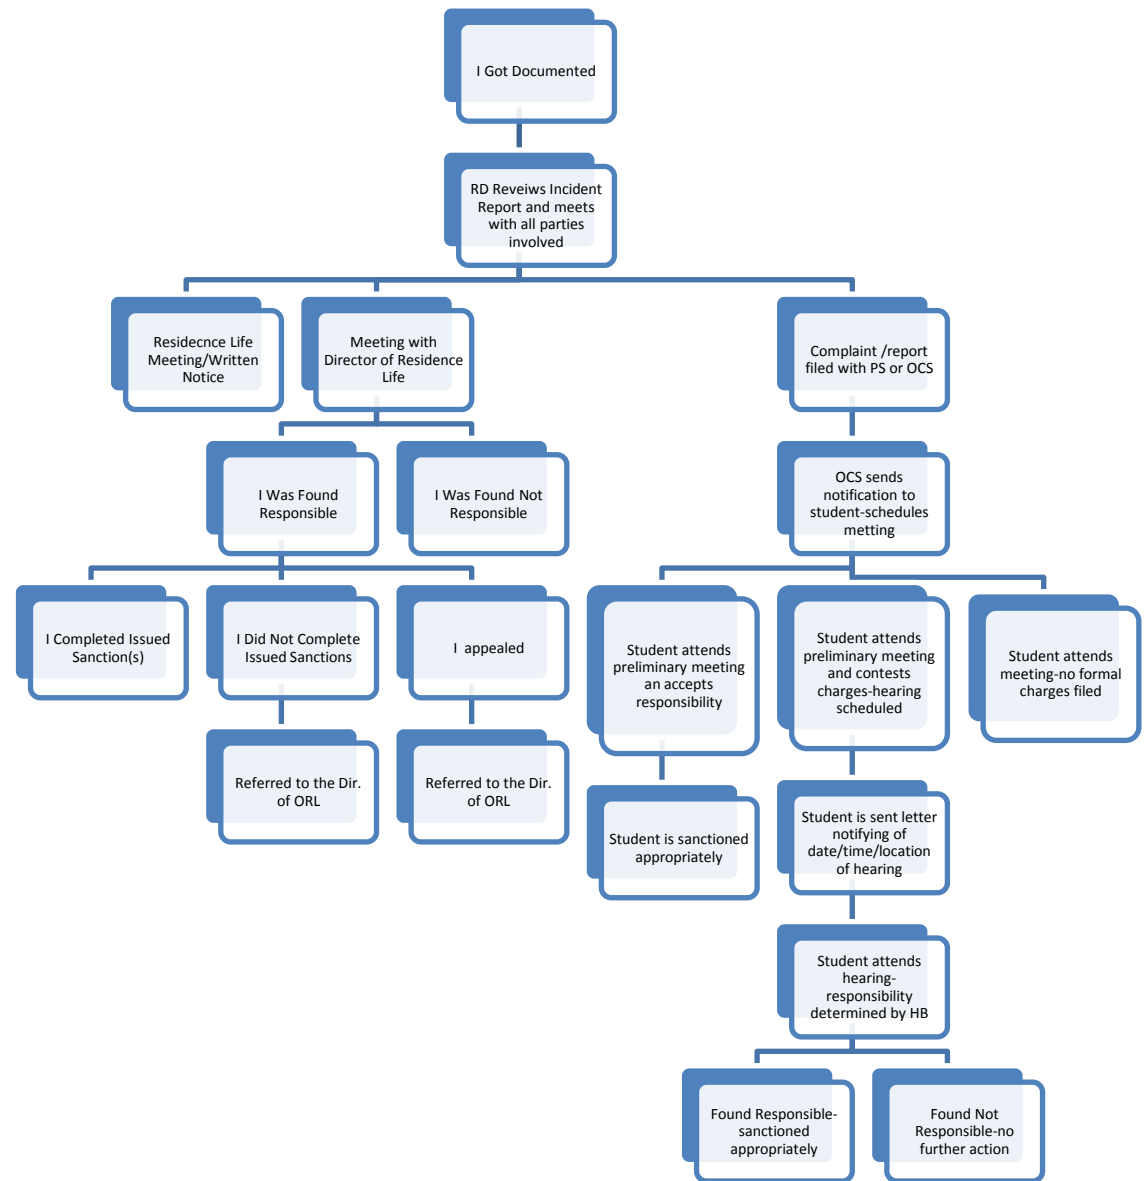 I Got Documented
RD Reveiws Incident
Report and meets
with all parties
involved
Residecnce Life
Meeting/Written
Notice
Meeting with
Director of Residence
Life
Complaint /report
filed with PS or OCS
I Was Found
Responsible
I Was Found Not
Responsible
OCS sends
notification to
student-schedules
metting
I Completed Issued
Sanction(s)
I Did Not Complete
Issued Sanctions
I appealed
Student attends
preliminary meeting
an accepts
responsibility
Student attends
preliminary meeting
and contests
charges-hearing
scheduled
Student attends
meeting-no formal
charges filed
Referred to the Dir.
of ORL
Referred to the Dir.
of ORL
Student is sanctioned
appropriately
Student is sent letter
notifying of
date/time/location
of hearing
Student attends
hearing-
responsibility
determined by HB
Found Responsible-
sanctioned
appropriately
Found Not
Responsible-no
further action